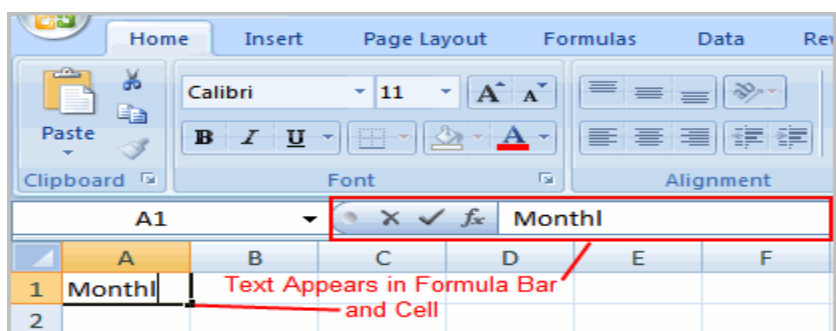 Home Insert Page Layout Formulas Data Re
Calibri 11 A A
Paste B I U A
Clipboard Font Alignment
A1 fx Monthl
A B C D E F
1 Monthl Text Appears in Formula Bar
and Cell
2